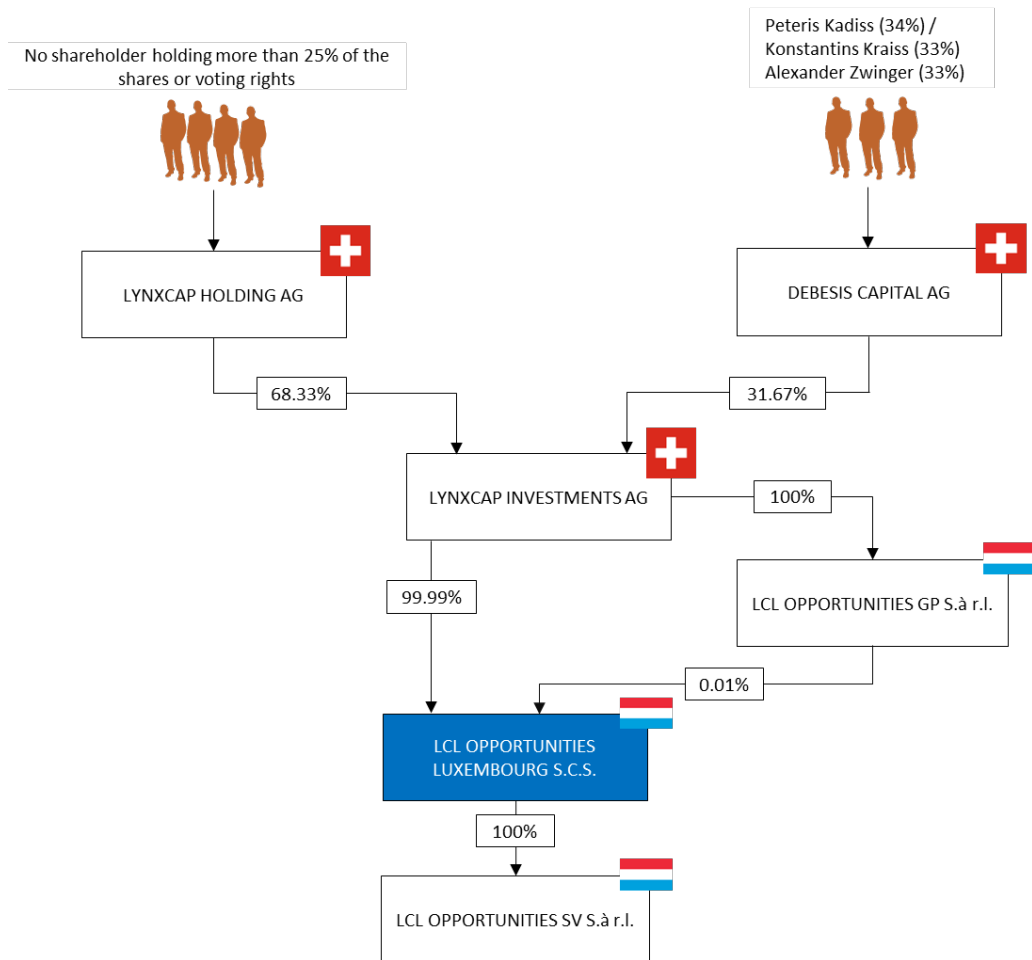 No shareholder holding more than 25% of the
shares or voting rights
Peteris Kadiss (34%) /
Konstantins Kraiss (33%)
Alexander Zwinger (33%)
LYNXCAP HOLDING AG
DEBESIS CAPITAL AG
68.33%
31.67%
LYNXCAP INVESTMENTS AG
100%
99.99%
LCL OPPORTUNITIES GP S.à r.l.
0.01%
LCL OPPORTUNITIES
LUXEMBOURG S.C.S.
100%
LCL OPPORTUNITIES SV S.à r.l.